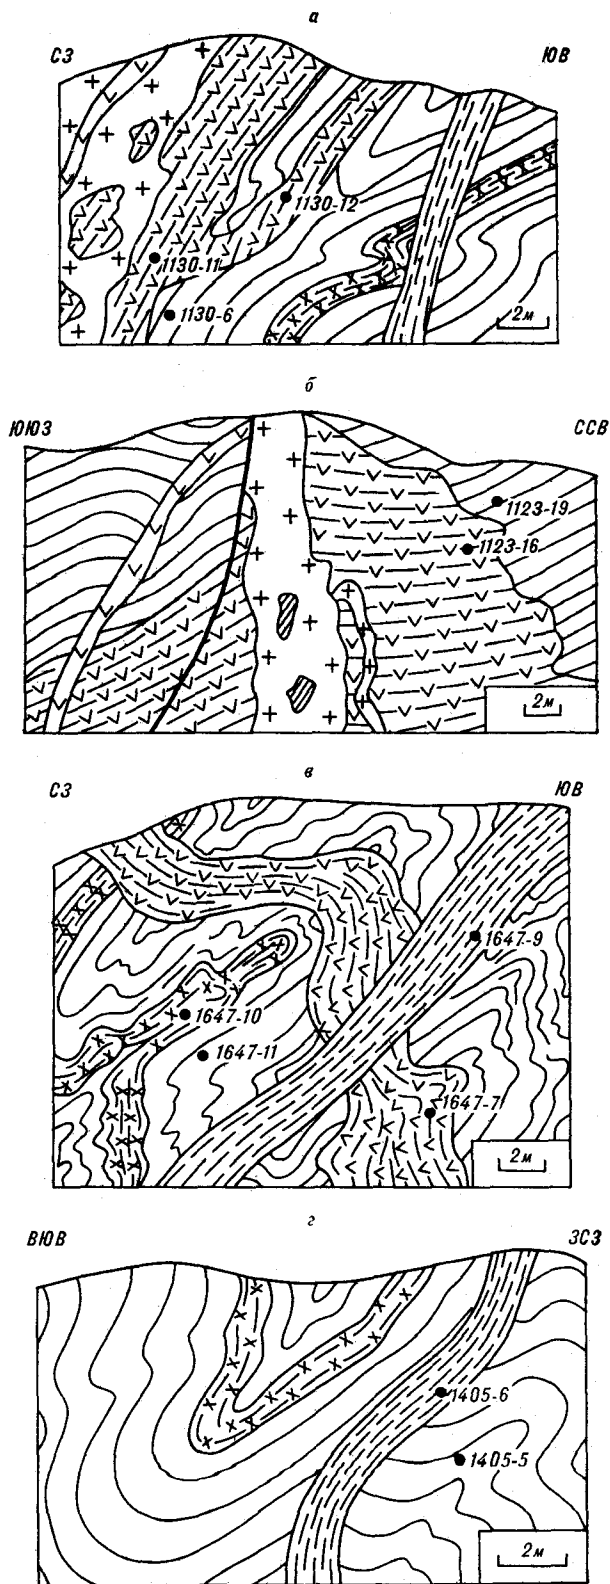 а
СЗ ЮВ
1130-12
1130-11
1130-6
2м
б
ЮЮЗ ССВ
1123-19
1123-16
2м
в
СЗ ЮВ
1647-9
1647-10
1647-11
1647-7
2м
г
ВЮВ ЗСЗ
1405-6
1405-5
2м